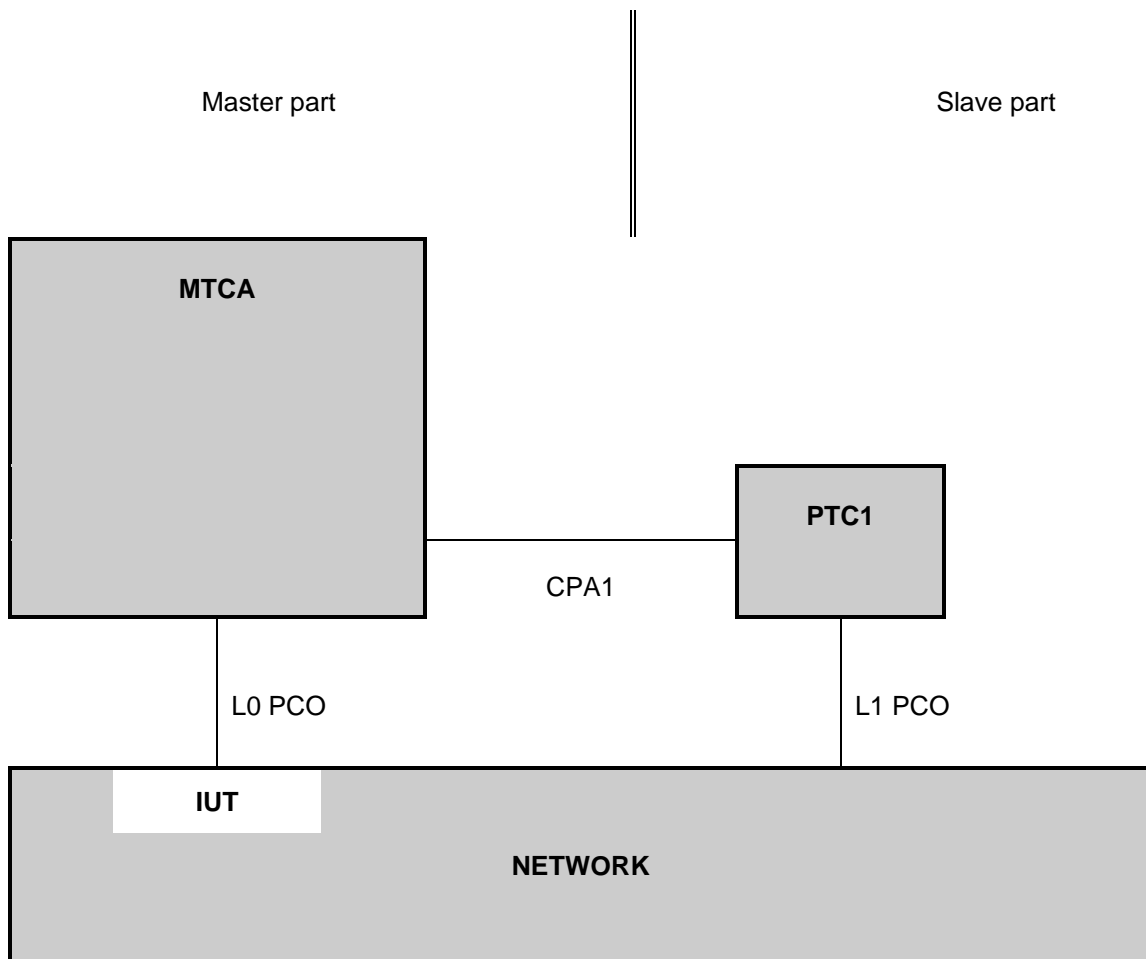 Master part
Slave part
MTCA
PTC1
CPA1
L0 PCO
L1 PCO
IUT
NETWORK